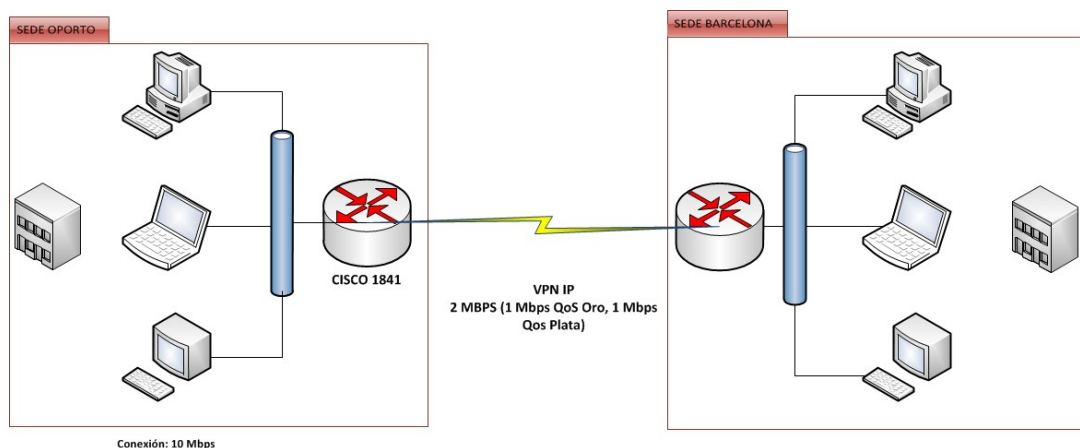 SEDE OPORTO
SEDE BARCELONA
CISCO 1841
VPN IP
2 MBPS (1 Mbps QoS Oro, 1 Mbps
Qos Plata)
Conexión: 10 Mbps